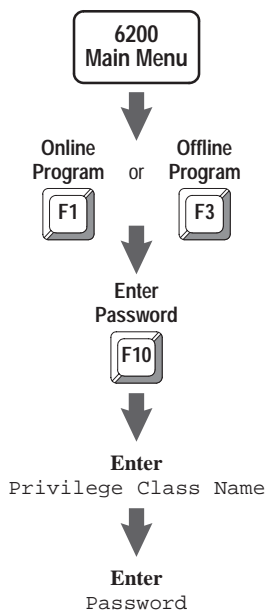 6200
Main Menu
Online
Program
or
Offline
Program
F1
F3
Enter
Password
F10
Enter
Privilege Class Name
Enter
Password